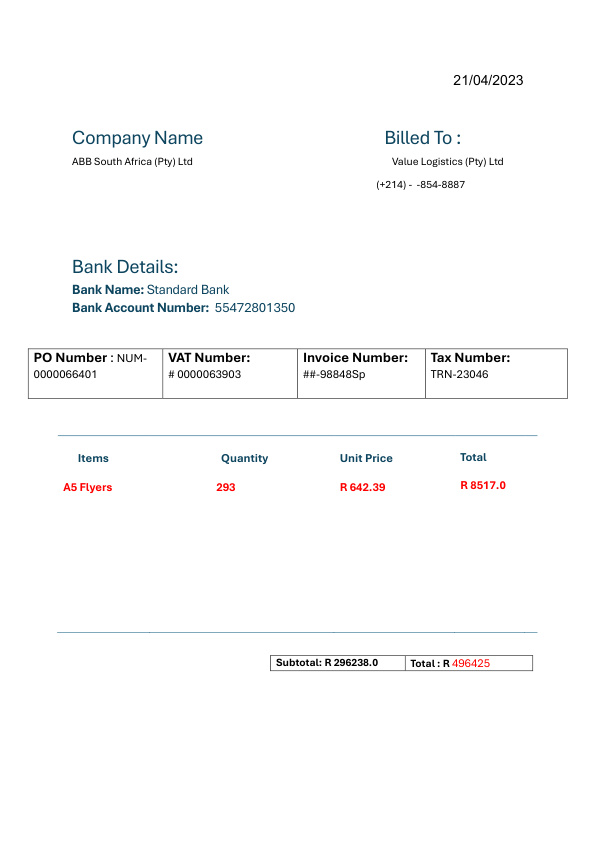 21/04/2023
Company Name
Billed To :
ABB South Africa (Pty) Ltd
Value Logistics (Pty) Ltd
(+214) - -854-8887
Bank Details:
Bank Name: Standard Bank
Bank Account Number: 55472801350
PO Number : NUM-
0000066401
VAT Number:
# 0000063903
Invoice Number:
##-98848Sp
Tax Number:
TRN-23046
Items Quantity Unit Price Total
A5 Flyers 293 R 642.39 R 8517.0
Subtotal: R 296238.0 Total : R 496425